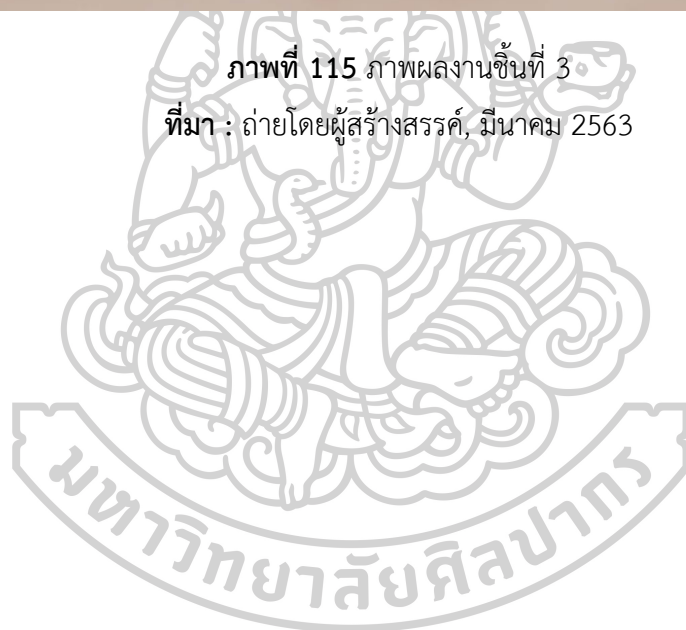 ภาพที่ 115 ภาพผลงานชิ้นที่ 3
ที่มา : ถ่ายโดยผู้สร้างสรรค์, มีนาคม 2563
มหาวิทยาลัยศิลปากร